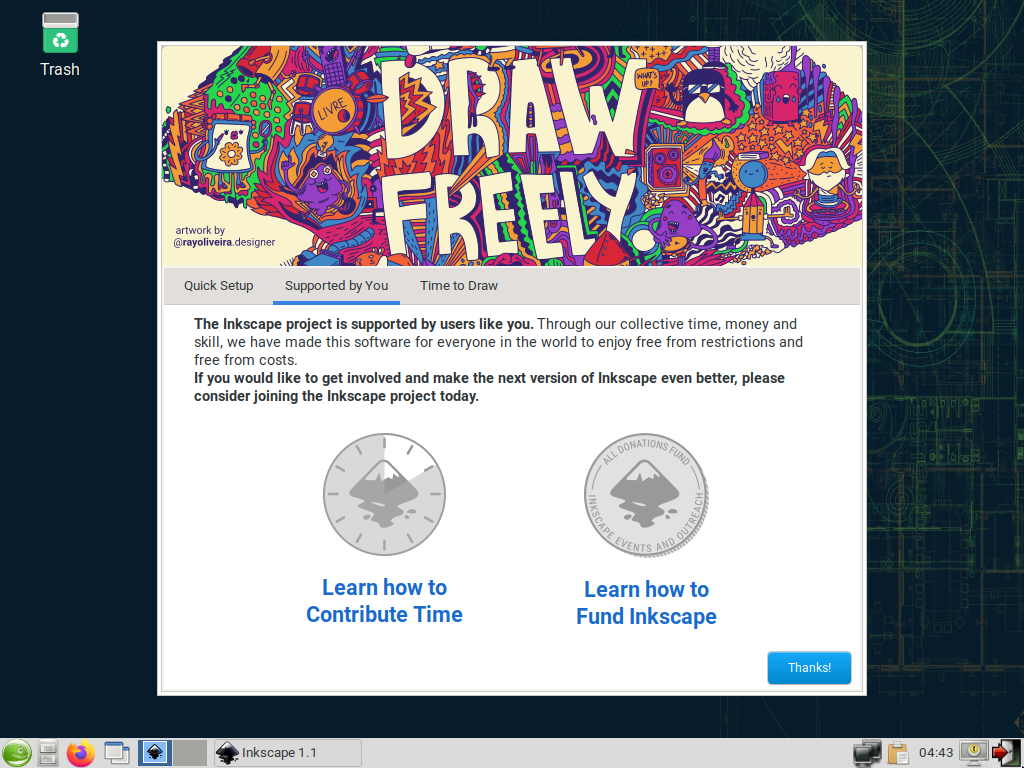 Trash
DRAW
FREELY
LIVRE
WHAT'S
UP?
artwork by
@rayoliveira.designer
Quick Setup
Supported by You
Time to Draw
The Inkscape project is supported by users like you. Through our collective time, money and
skill, we have made this software for everyone in the world to enjoy free from restrictions and
free from costs.
If you would like to get involved and make the next version of Inkscape even better, please
consider joining the Inkscape project today.
ALL DONATIONS FUND
INKSCAPE EVENTS AND OUTREACH
Learn how to
Contribute Time
Learn how to
Fund Inkscape
Thanks!
Inkscape 1.1
04:43